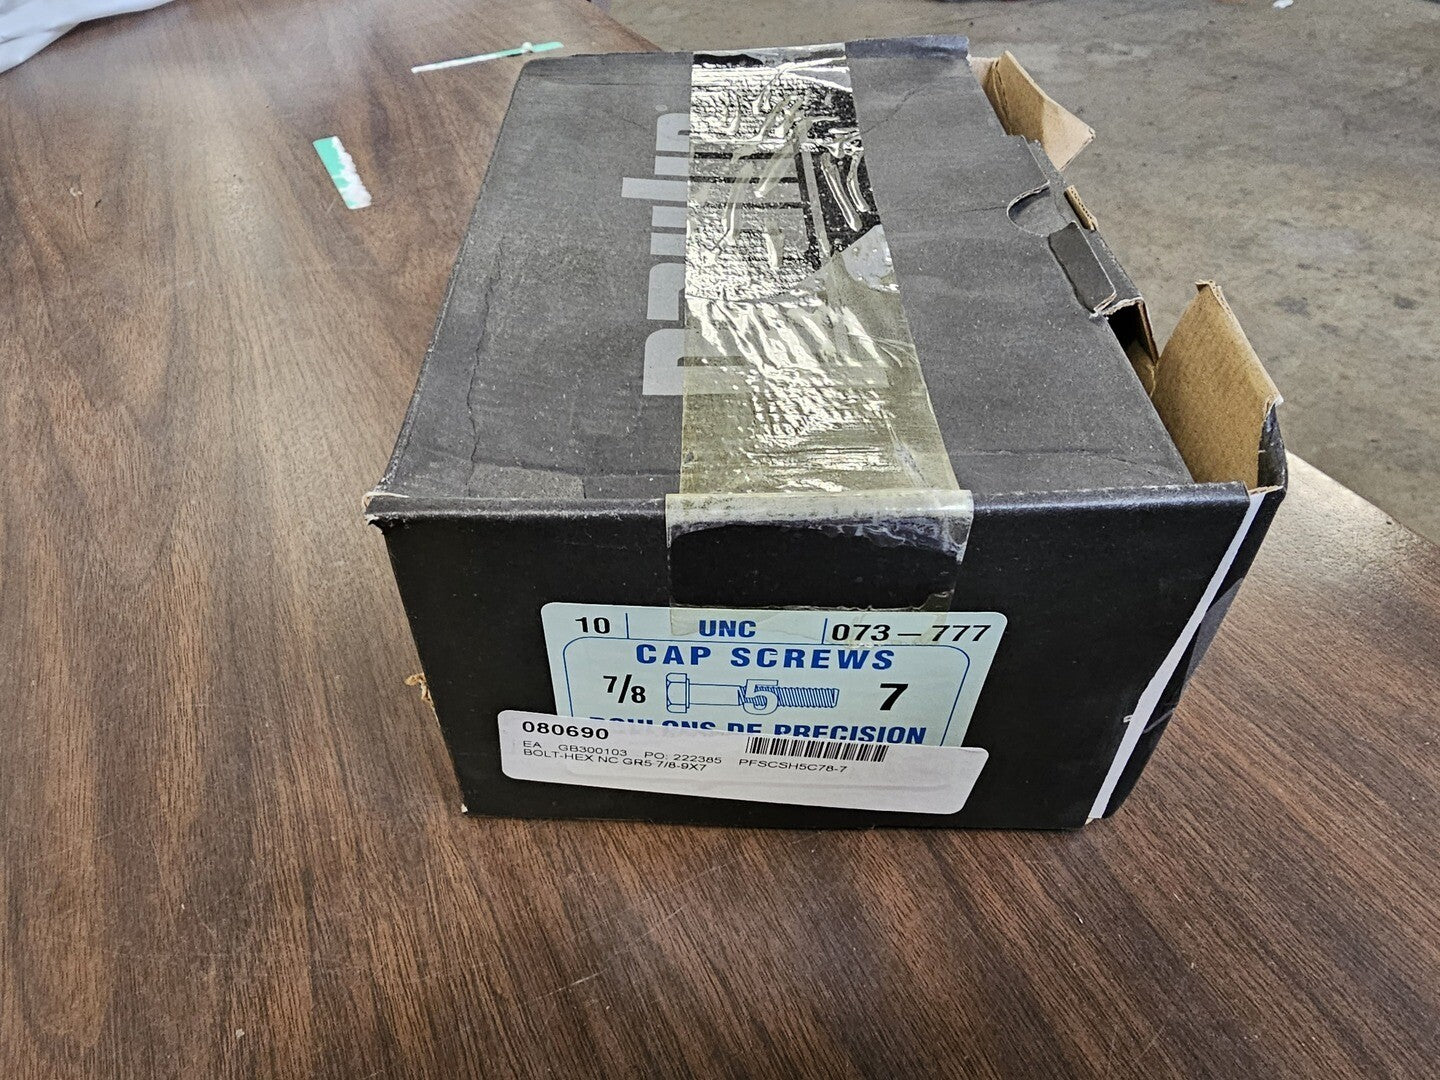 Paulin
10 UNC 073-777
CAP SCREWS
7/8 5 7
BOULONS DE PRECISION
080690
EA GB300103 PO: 222385 PFSCSH5C78-7
BOLT-HEX NC GR5 7/8-9X7